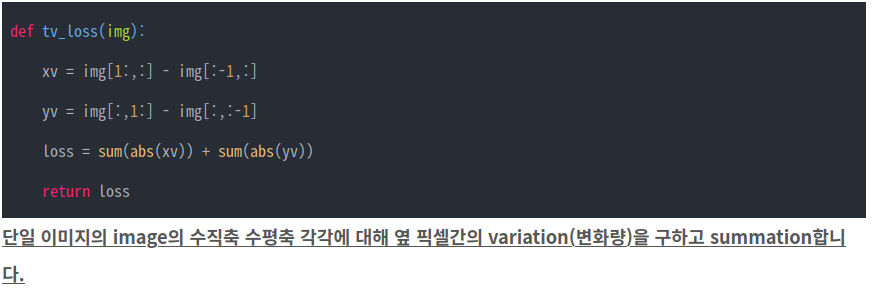 def tv_loss(img):
    xv = img[1:,:] - img[:-1,:]
    yv = img[:,1:] - img[:,:-1]
    loss = sum(abs(xv)) + sum(abs(yv))
    return loss
단일 이미지의 image의 수직축 수평축 각각에 대해 옆 픽셀간의 variation(변화량)을 구하고 summation합니
다.